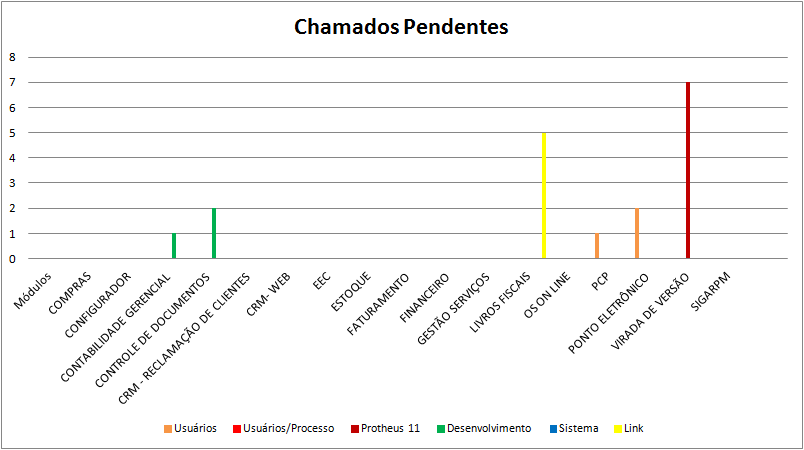 Chamados Pendentes
8
7
6
5
4
3
2
1
0
Módulos
COMPRAS
CONFIGURADOR
CONTABILIDADE GERENCIAL
CONTROLE DE DOCUMENTOS
CRM - RECLAMAÇÃO DE CLIENTES
CRM- WEB
EEC
ESTOQUE
FATURAMENTO
FINANCEIRO
GESTÃO SERVIÇOS
LIVROS FISCAIS
OS ON LINE
PCP
PONTO ELETRÔNICO
VIRADA DE VERSÃO
SIGARPM
Usuários Usuários/Processo Protheus 11 Desenvolvimento Sistema Link